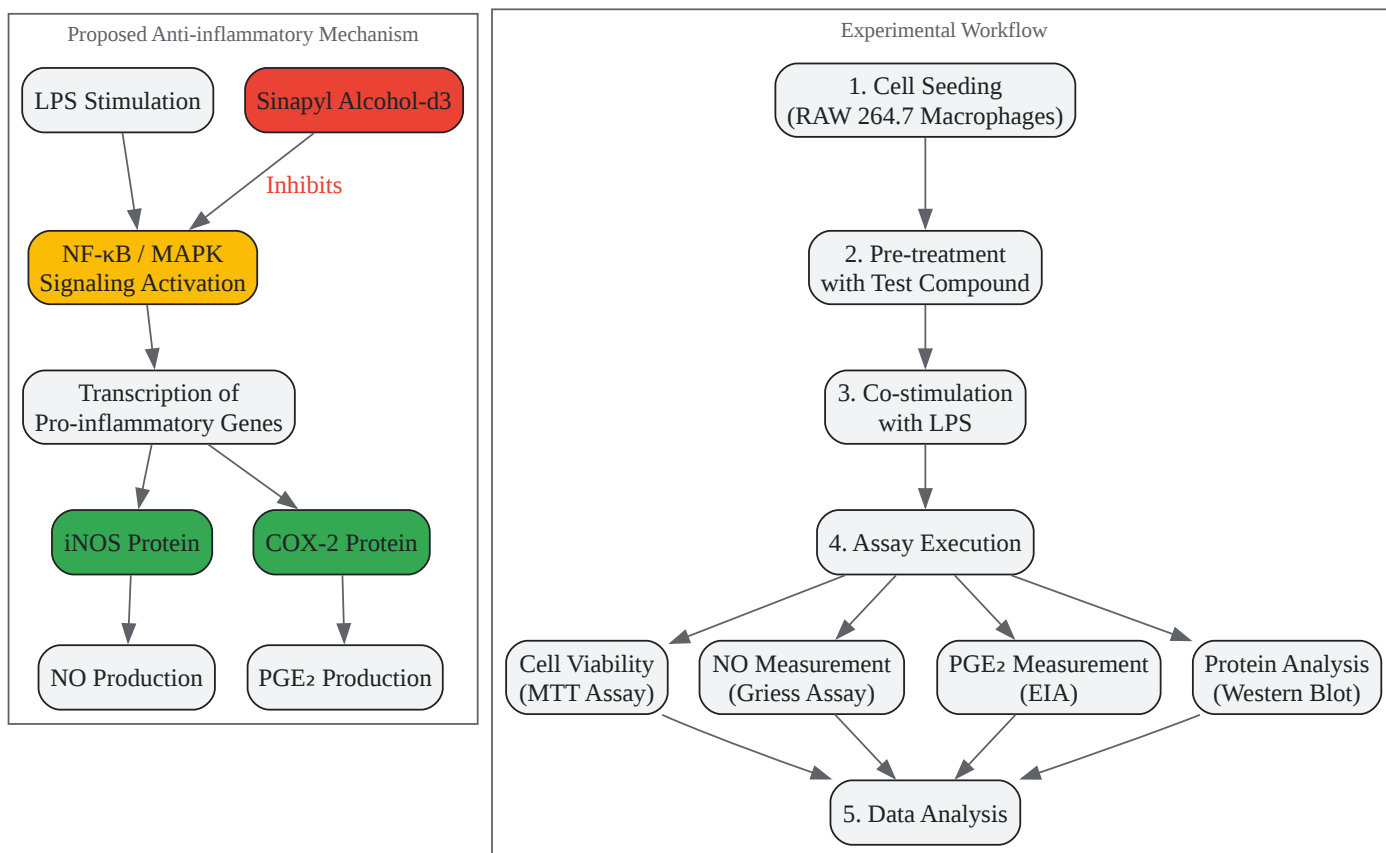 Proposed Anti-inflammatory Mechanism
LPS Stimulation
Sinapyl Alcohol-d3
Inhibits
NF-κB / MAPK
Signaling Activation
Transcription of
Pro-inflammatory Genes
iNOS Protein
COX-2 Protein
NO Production
PGE₂ Production
Experimental Workflow
1. Cell Seeding
(RAW 264.7 Macrophages)
2. Pre-treatment
with Test Compound
3. Co-stimulation
with LPS
4. Assay Execution
Cell Viability
(MTT Assay)
NO Measurement
(Griess Assay)
PGE₂ Measurement
(EIA)
Protein Analysis
(Western Blot)
5. Data Analysis